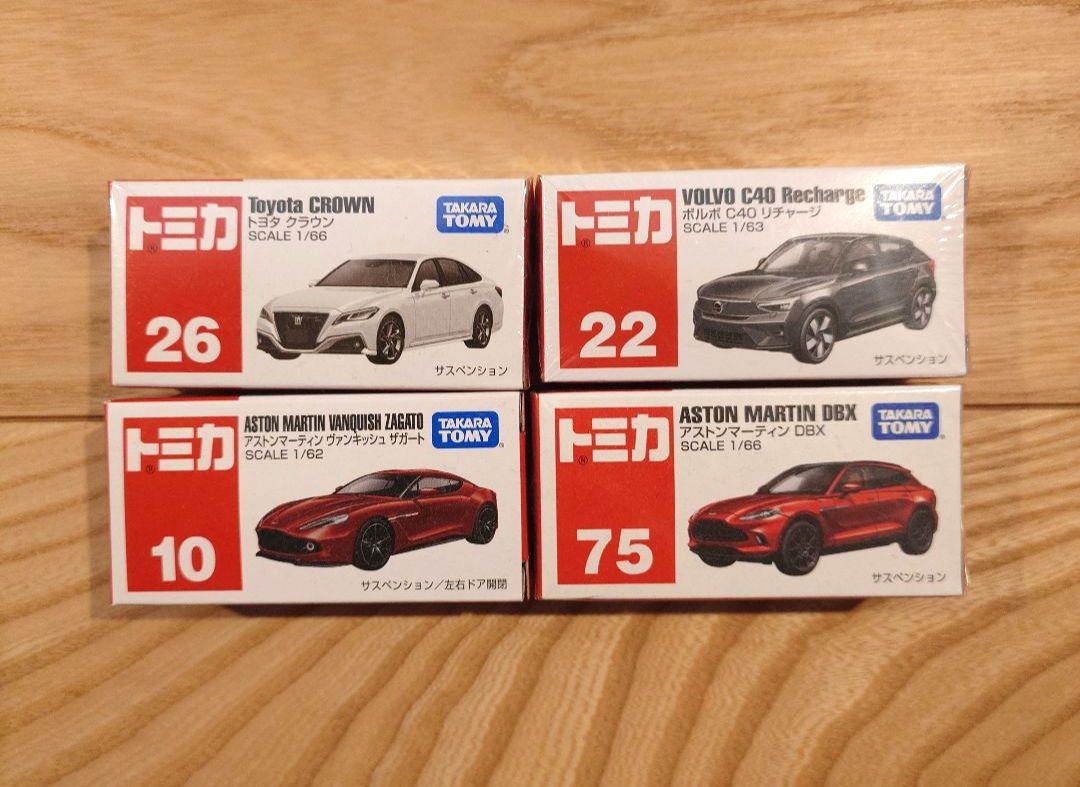 トミカ
®
26
Toyota CROWN
トヨタ クラウン
SCALE 1/66
TAKARA
TOMY
サスペンション
トミカ
®
22
VOLVO C40 Recharge
ボルボ C40 リチャージ
SCALE 1/63
TAKARA
TOMY
サスペンション
トミカ
®
10
ASTON MARTIN VANQUISH ZAGATO
アストンマーティン ヴァンキッシュ ザガート
SCALE 1/62
TAKARA
TOMY
サスペンション/左右ドア開閉
トミカ
®
75
ASTON MARTIN DBX
アストンマーティン DBX
SCALE 1/66
TAKARA
TOMY
サスペンション